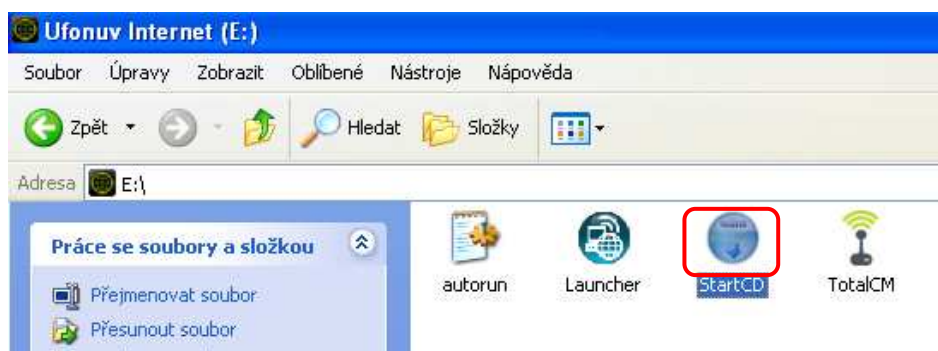 Ufonuv Internet (E:)
Soubor Úpravy Zobrazit Oblíbené Nástroje Nápověda
Zpět Hledat Složky
Adresa E:\
Práce se soubory a složkou
Přejmenovat soubor
Přesunout soubor
autorun Launcher StartCD TotalCM